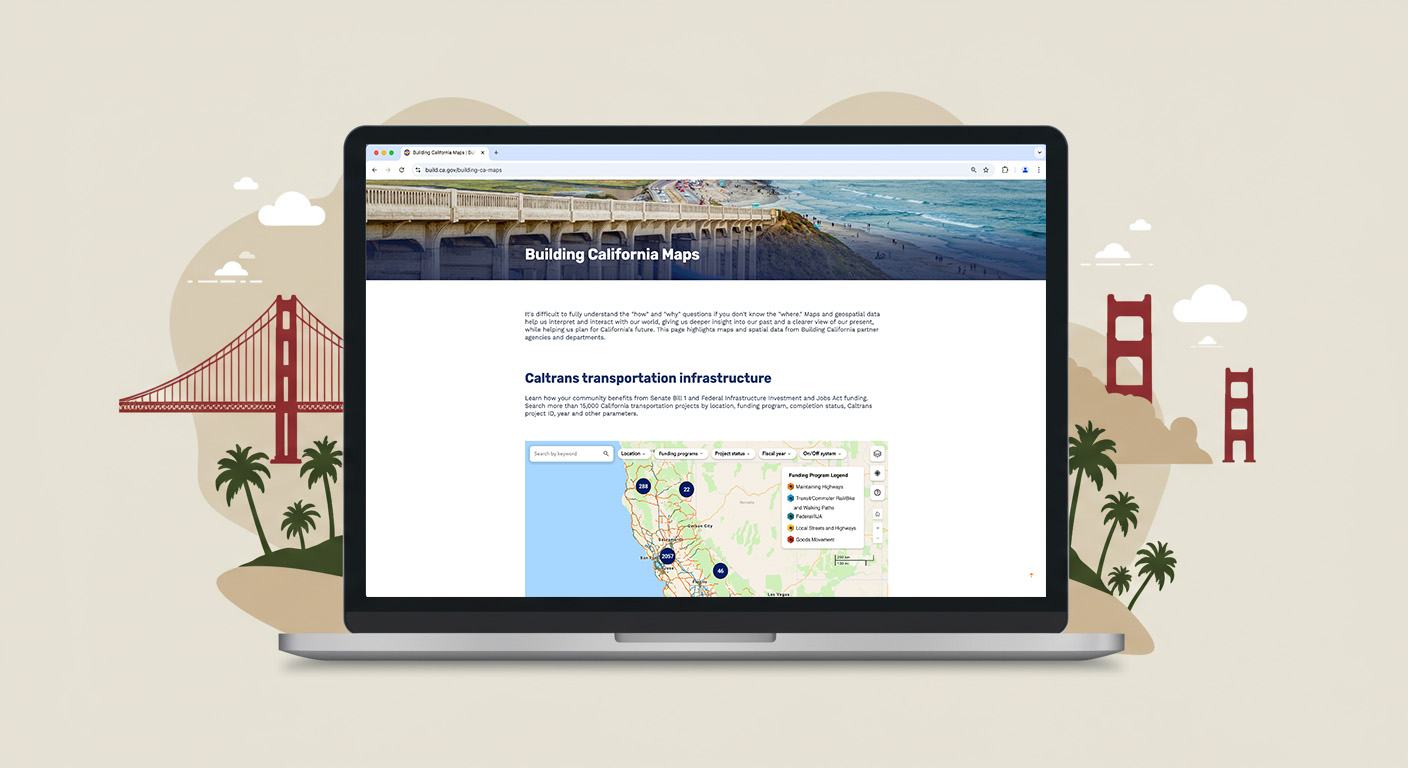 Building California Maps | Bu
build.ca.gov/building-ca-maps
Building California Maps
It's difficult to fully understand the "how" and "why" questions if you don't know the "where." Maps and geospatial data
help us interpret and interact with our world, giving us deeper insight into our past and a clearer view of our present,
while helping us plan for California's future. This page highlights maps and spatial data from Building California partner
agencies and departments.
Caltrans transportation infrastructure
Learn how your community benefits from Senate Bill 1 and Federal Infrastructure Investment and Jobs Act funding.
Search more than 15,000 California transportation projects by location, funding program, completion status, Caltrans
project ID, year and other parameters.
Search by keyword
Location
Funding programs
Project status
Fiscal year
On/Off system
Funding Program Legend
Maintaining Highways
Transit/Commuter Rail/Bike
and Walking Paths
Federal/IIJA
Local Streets and Highways
Goods Movement
288
22
Nevada
Carson City
Sacramento
2057
46
Las Vegas